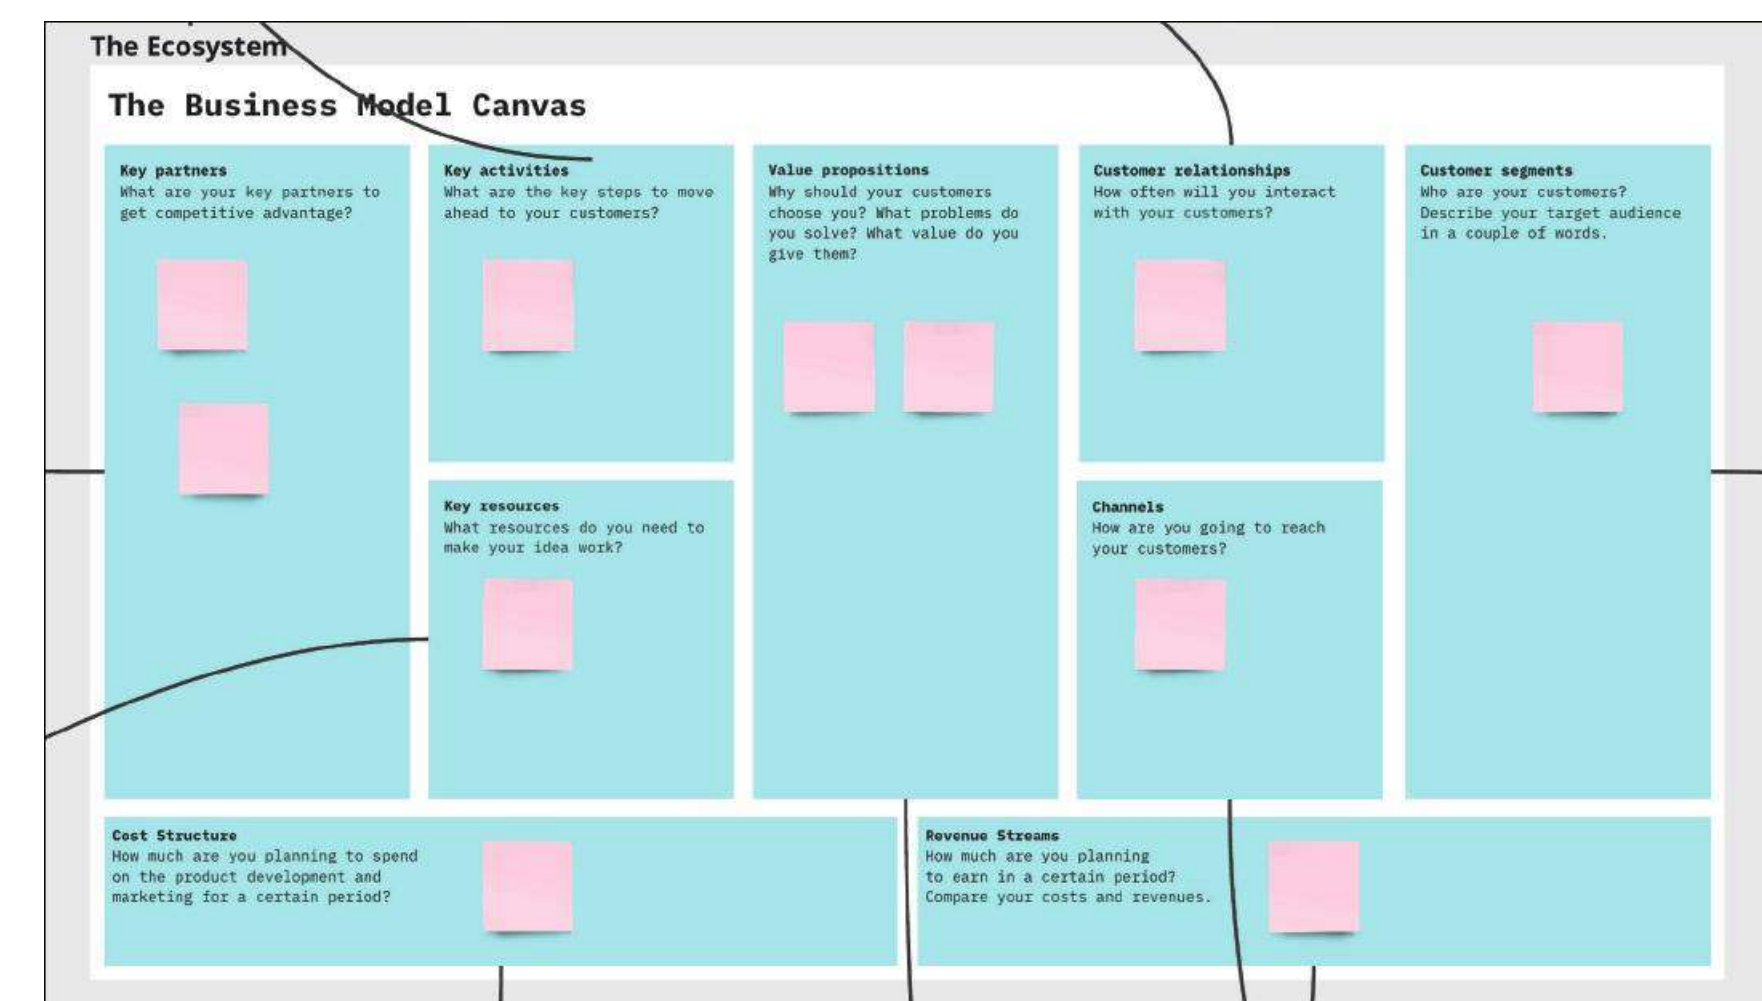 The Ecosystem
The Business Model Canvas
Key partners
What are your key partners to
get competitive advantage?
Key activities
What are the key steps to move
ahead to your customers?
Value propositions
Why should your customers
choose you? What problems do
you solve? What value do you
give them?
Customer relationships
How often will you interact
with your customers?
Customer segments
Who are your customers?
Describe your target audience
in a couple of words.
Key resources
What resources do you need to
make your idea work?
Channels
How are you going to reach
your customers?
Cost Structure
How much are you planning to spend
on the product development and
marketing for a certain period?
Revenue Streams
How much are you planning
to earn in a certain period?
Compare your costs and revenues.